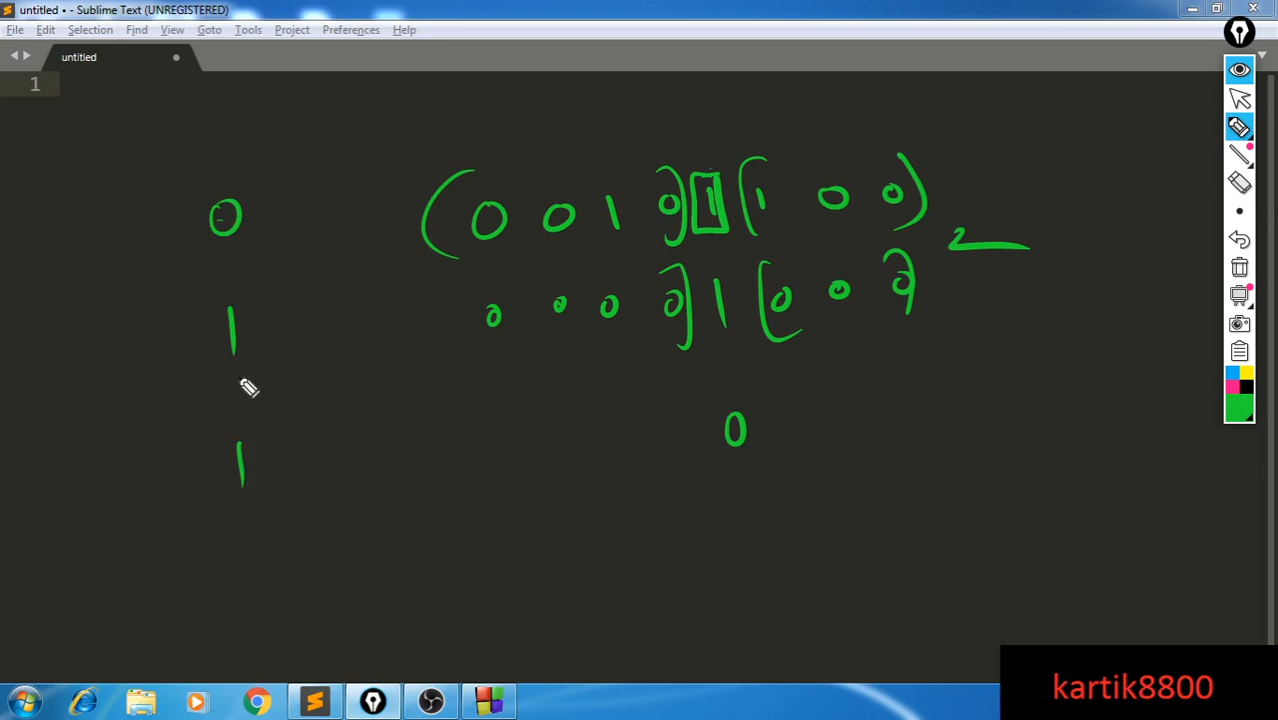 untitled • - Sublime Text (UNREGISTERED)
File Edit Selection Find View Goto Tools Project Preferences Help
untitled
1
0 ( 0 0 1 0 ) 1 ( 1 0 0 ) 2
1 0 0 0 0 ] 1 [ 0 0 0 ]
0
1
kartik8800